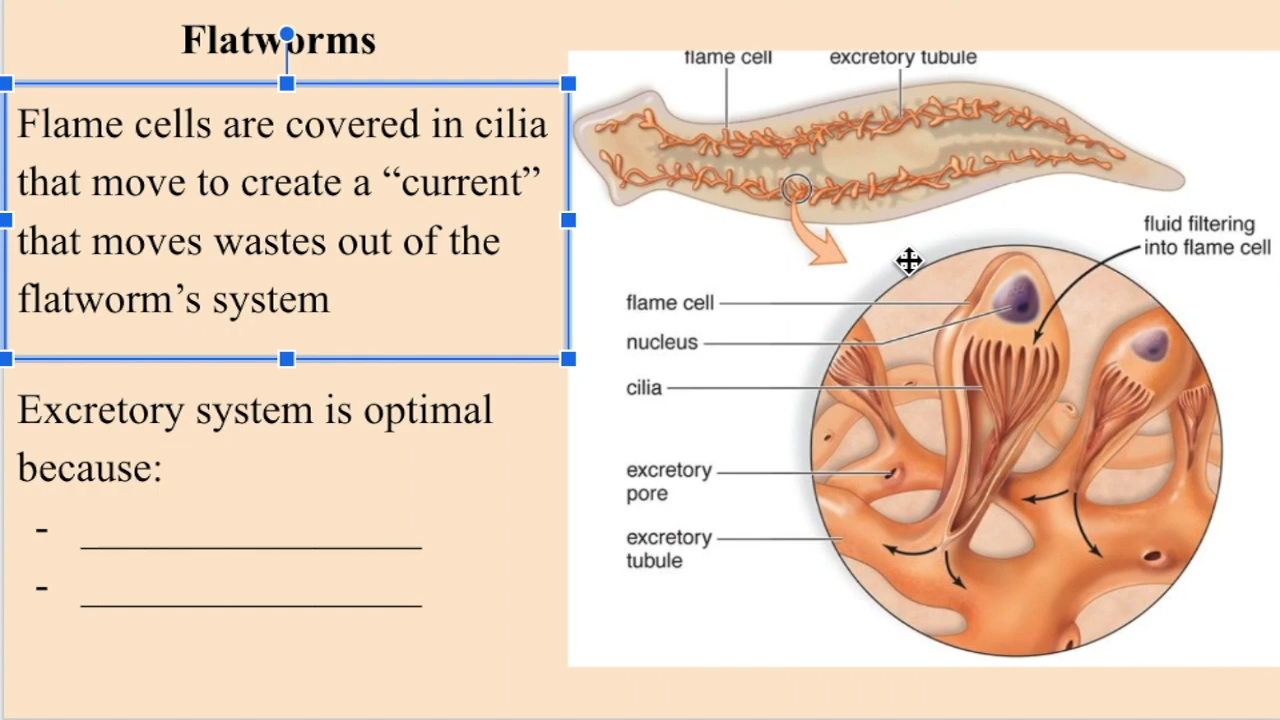 Flatworms
Flame cells are covered in cilia
that move to create a “current”
that moves wastes out of the
flatworm’s system
Excretory system is optimal
because:
-
-
flame cell
excretory tubule
fluid filtering
into flame cell
flame cell
nucleus
cilia
excretory
pore
excretory
tubule